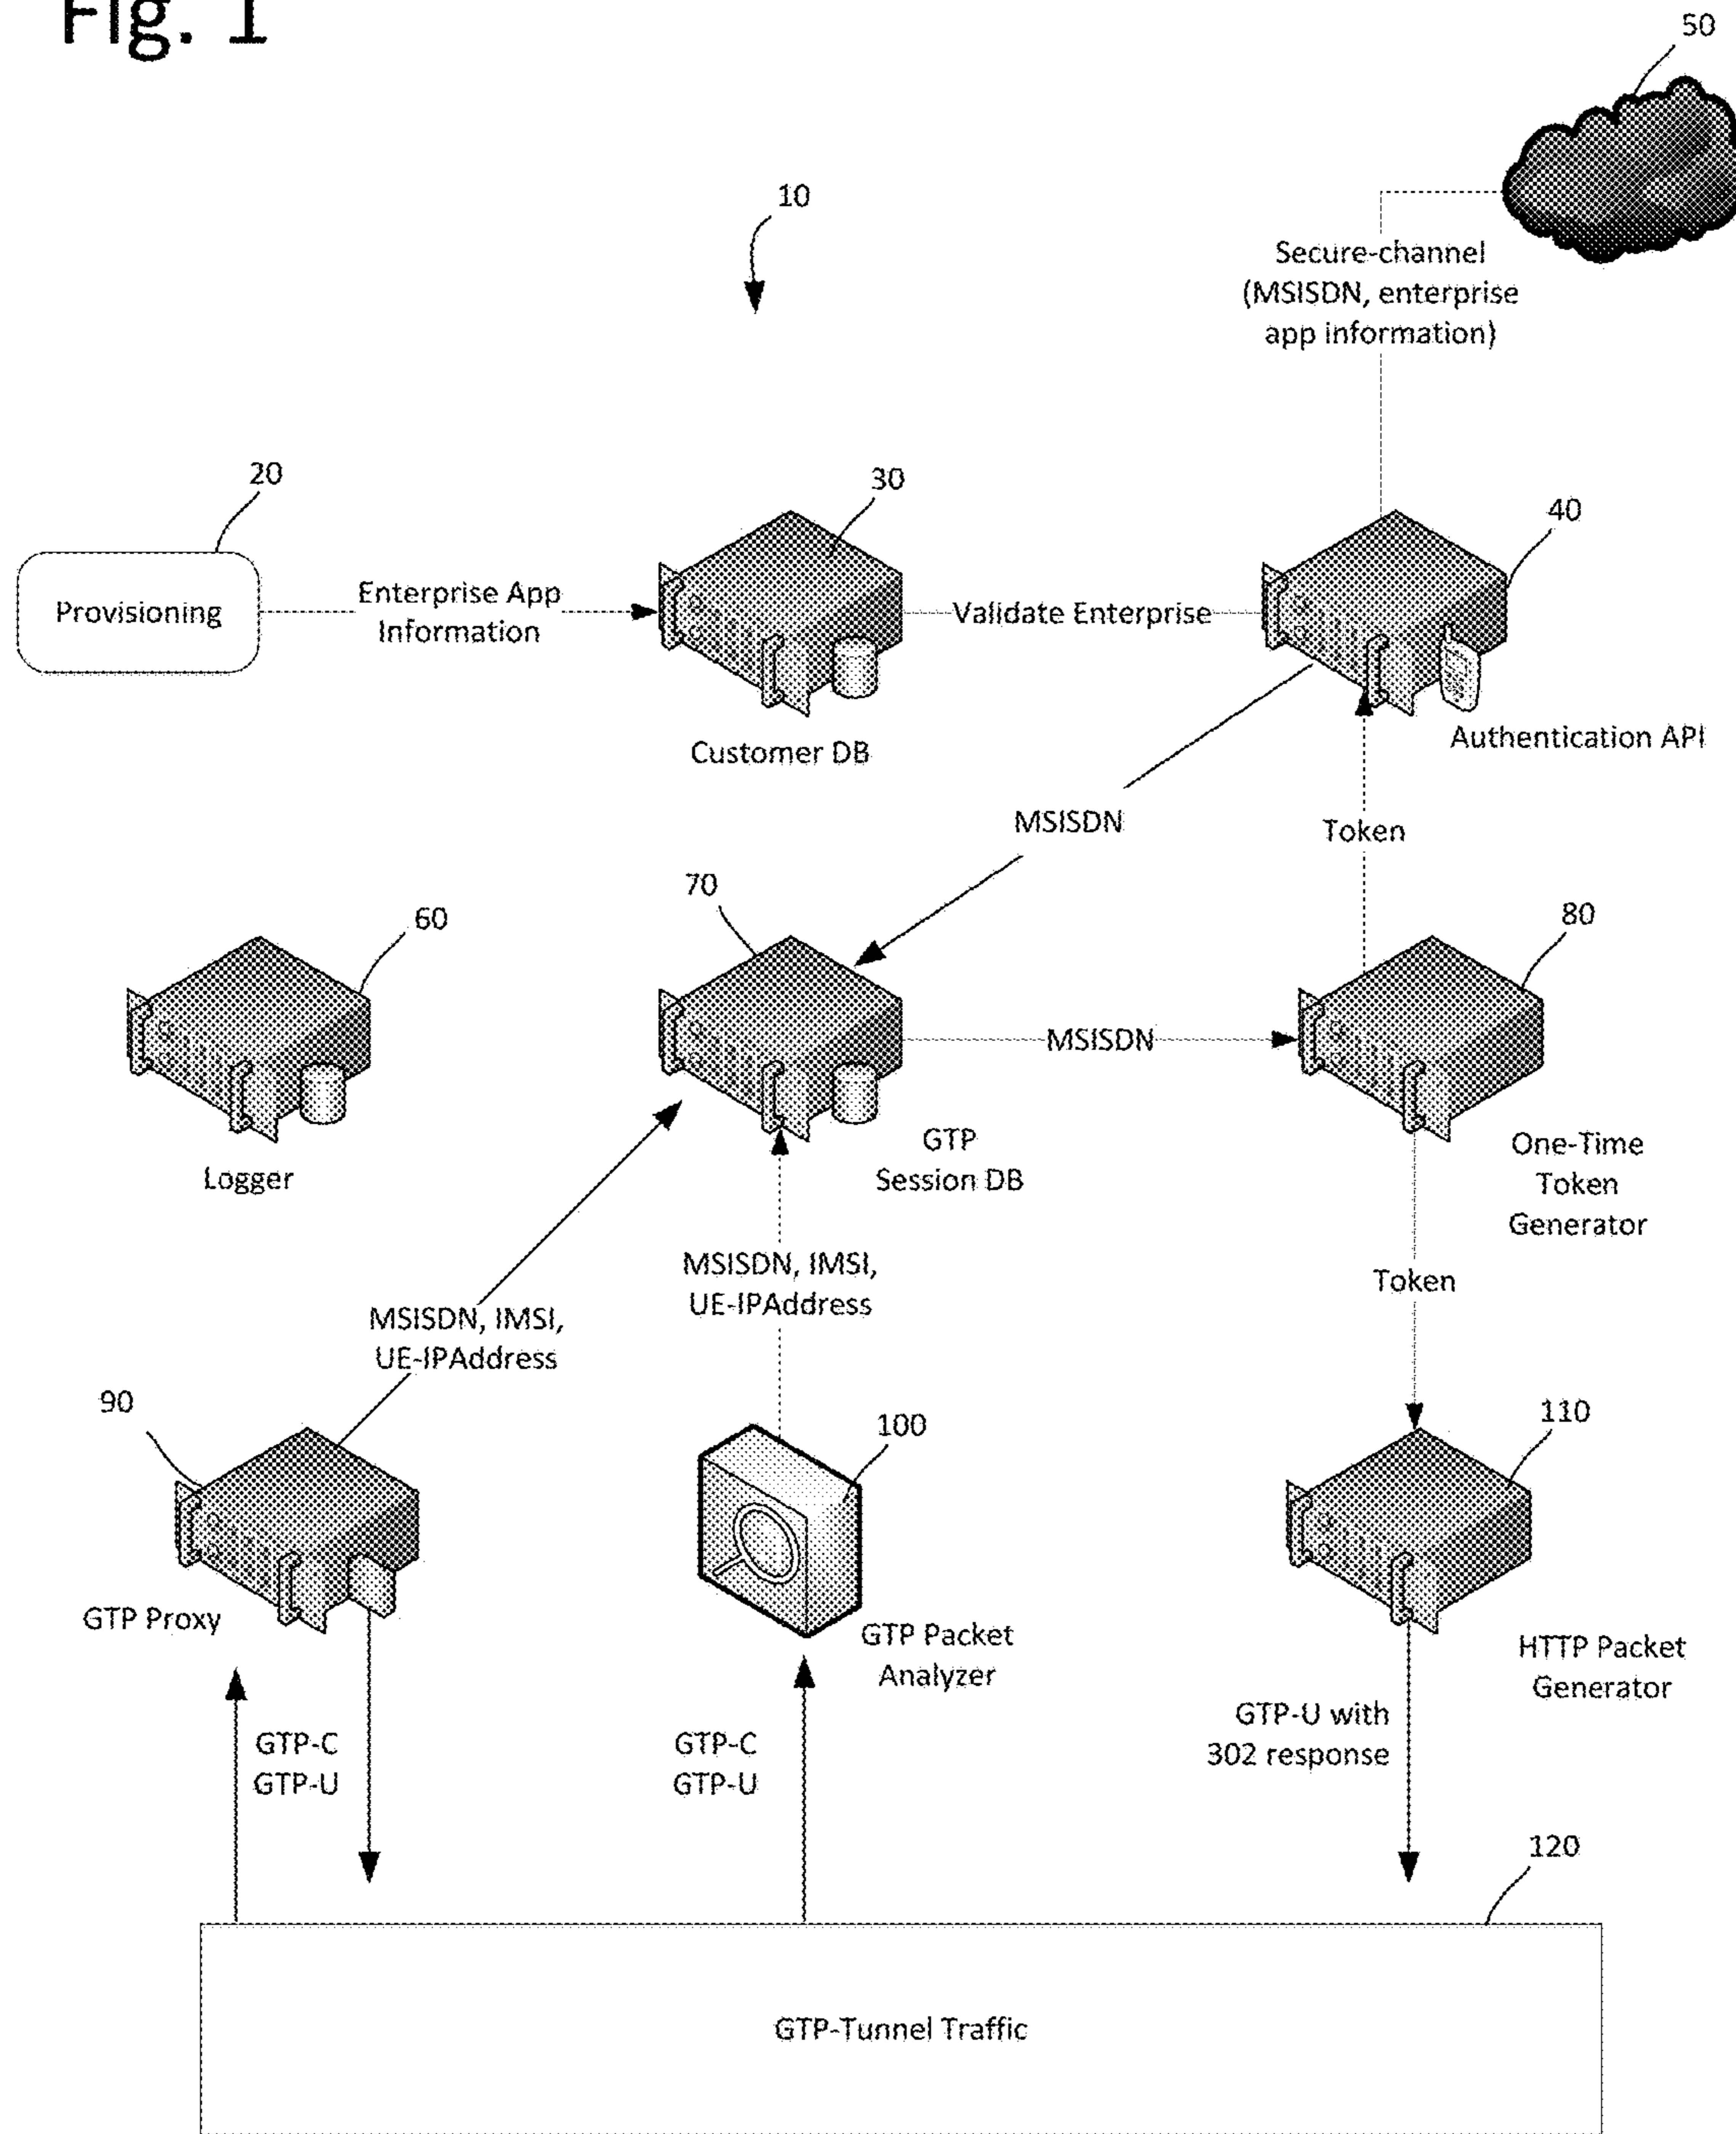 Fig. 1
50
10
Secure-channel
(MSISDN, enterprise
app information)
20
30
40
Provisioning
Enterprise App
Information
Validate Enterprise
Customer DB
Authentication API
MSISDN
Token
70
60
80
MSISDN
Logger
GTP
Session DB
One-Time
Token
Generator
MSISDN, IMSI,
UE-IPAddress
Token
MSISDN, IMSI,
UE-IPAddress
90
100
110
GTP Proxy
GTP Packet
Analyzer
HTTP Packet
Generator
GTP-C
GTP-U
GTP-C
GTP-U
GTP-U with
302 response
120
GTP-Tunnel Traffic